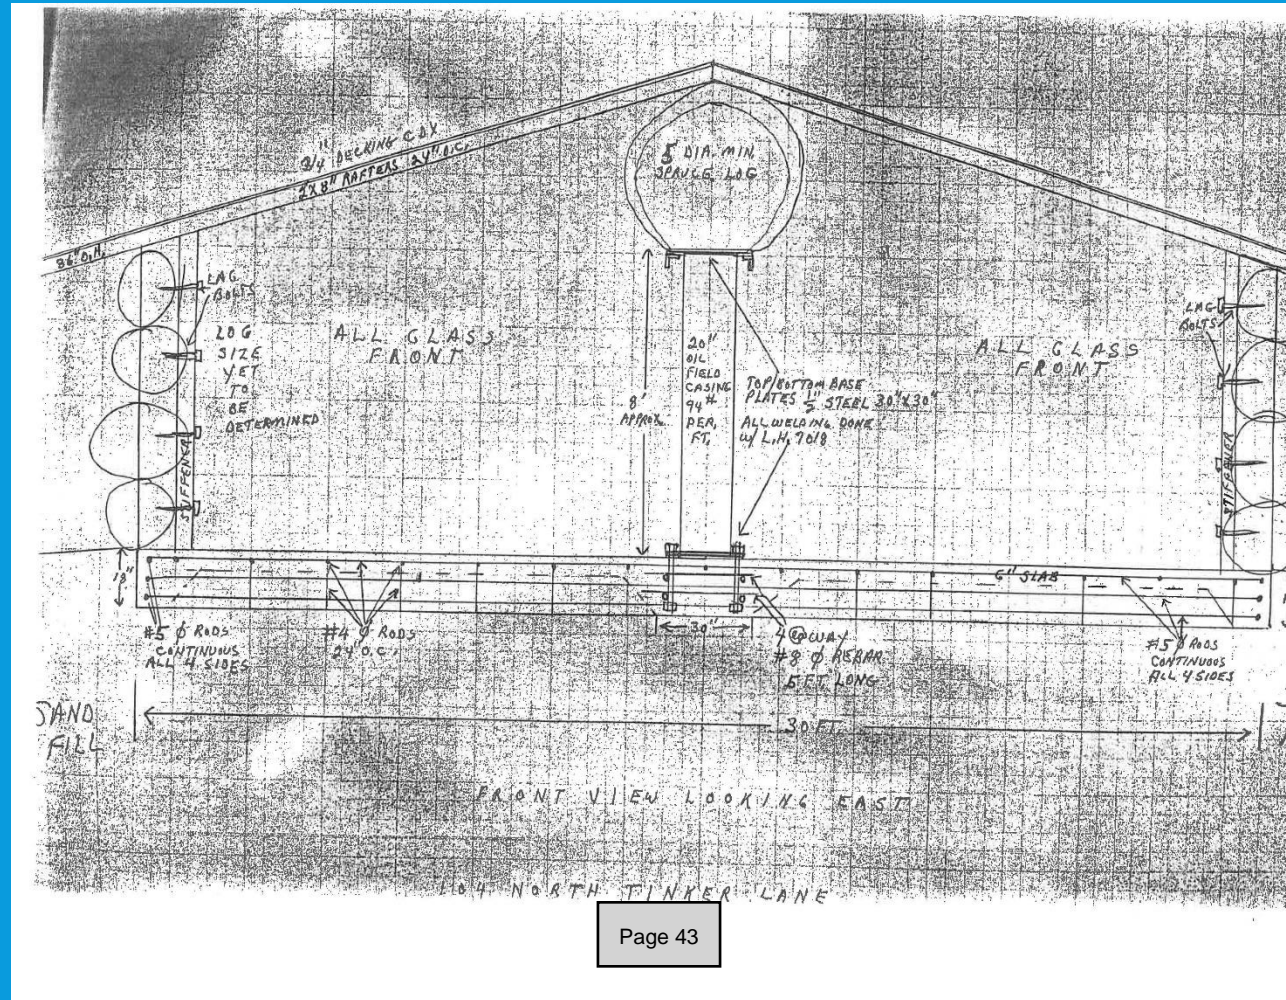 3/4" DECKING CDX
2X8" RAFTERS 24" O.C.
36" O.H.
5' DIA. MIN.
SPRUCE LOG
LAG
BOLTS
LOG
SIZE
YET
TO
BE
DETERMINED
STIFFENER
ALL GLASS
FRONT
8'
APPROX.
20"
OIL
FIELD
CASING
94#
PER.
FT.
TOP/BOTTOM BASE
PLATES 1/2" STEEL 30"X30"
ALL WELDING DONE
W/ L.H. 7018
ALL GLASS
FRONT
LAG
BOLTS
STIFFENER
18"
6" SLAB
#5 Ø RODS
CONTINUOUS
ALL 4 SIDES
#4 Ø RODS
24" O.C.
30"
4 @ WAY
#8 Ø REBAR
5 FT. LONG
#5 Ø RODS
CONTINUOUS
ALL 4 SIDES
SAND
FILL
30 FT.
FRONT VIEW LOOKING EAST
104 NORTH TINKER LANE
Page 43